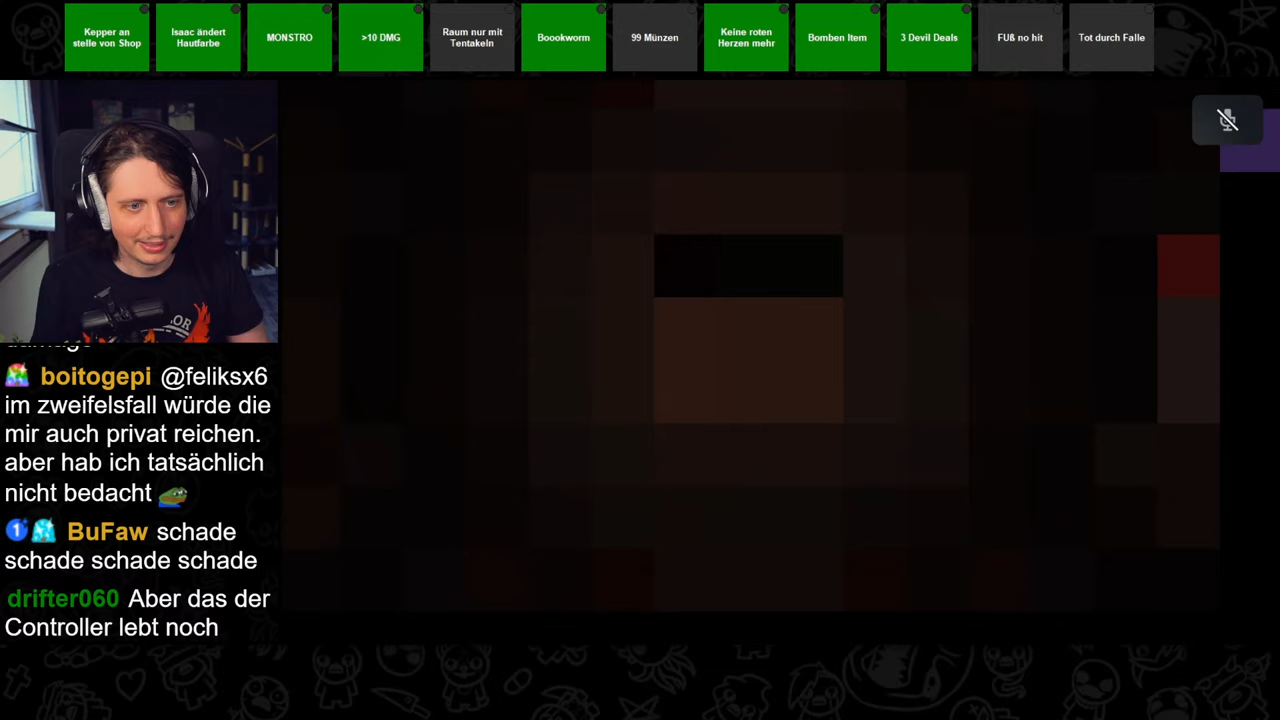 Kepper an
stelle von Shop
Isaac ändert
Hautfarbe
MONSTRO
>10 DMG
Raum nur mit
Tentakeln
Boookworm
99 Münzen
Keine roten
Herzen mehr
Bomben Item
3 Devil Deals
FUß no hit
Tot durch Falle
boitogepi @feliksx6
im zweifelsfall würde die
mir auch privat reichen.
aber hab ich tatsächlich
nicht bedacht
BuFaw schade
schade schade schade
drifter060 Aber das der
Controller lebt noch